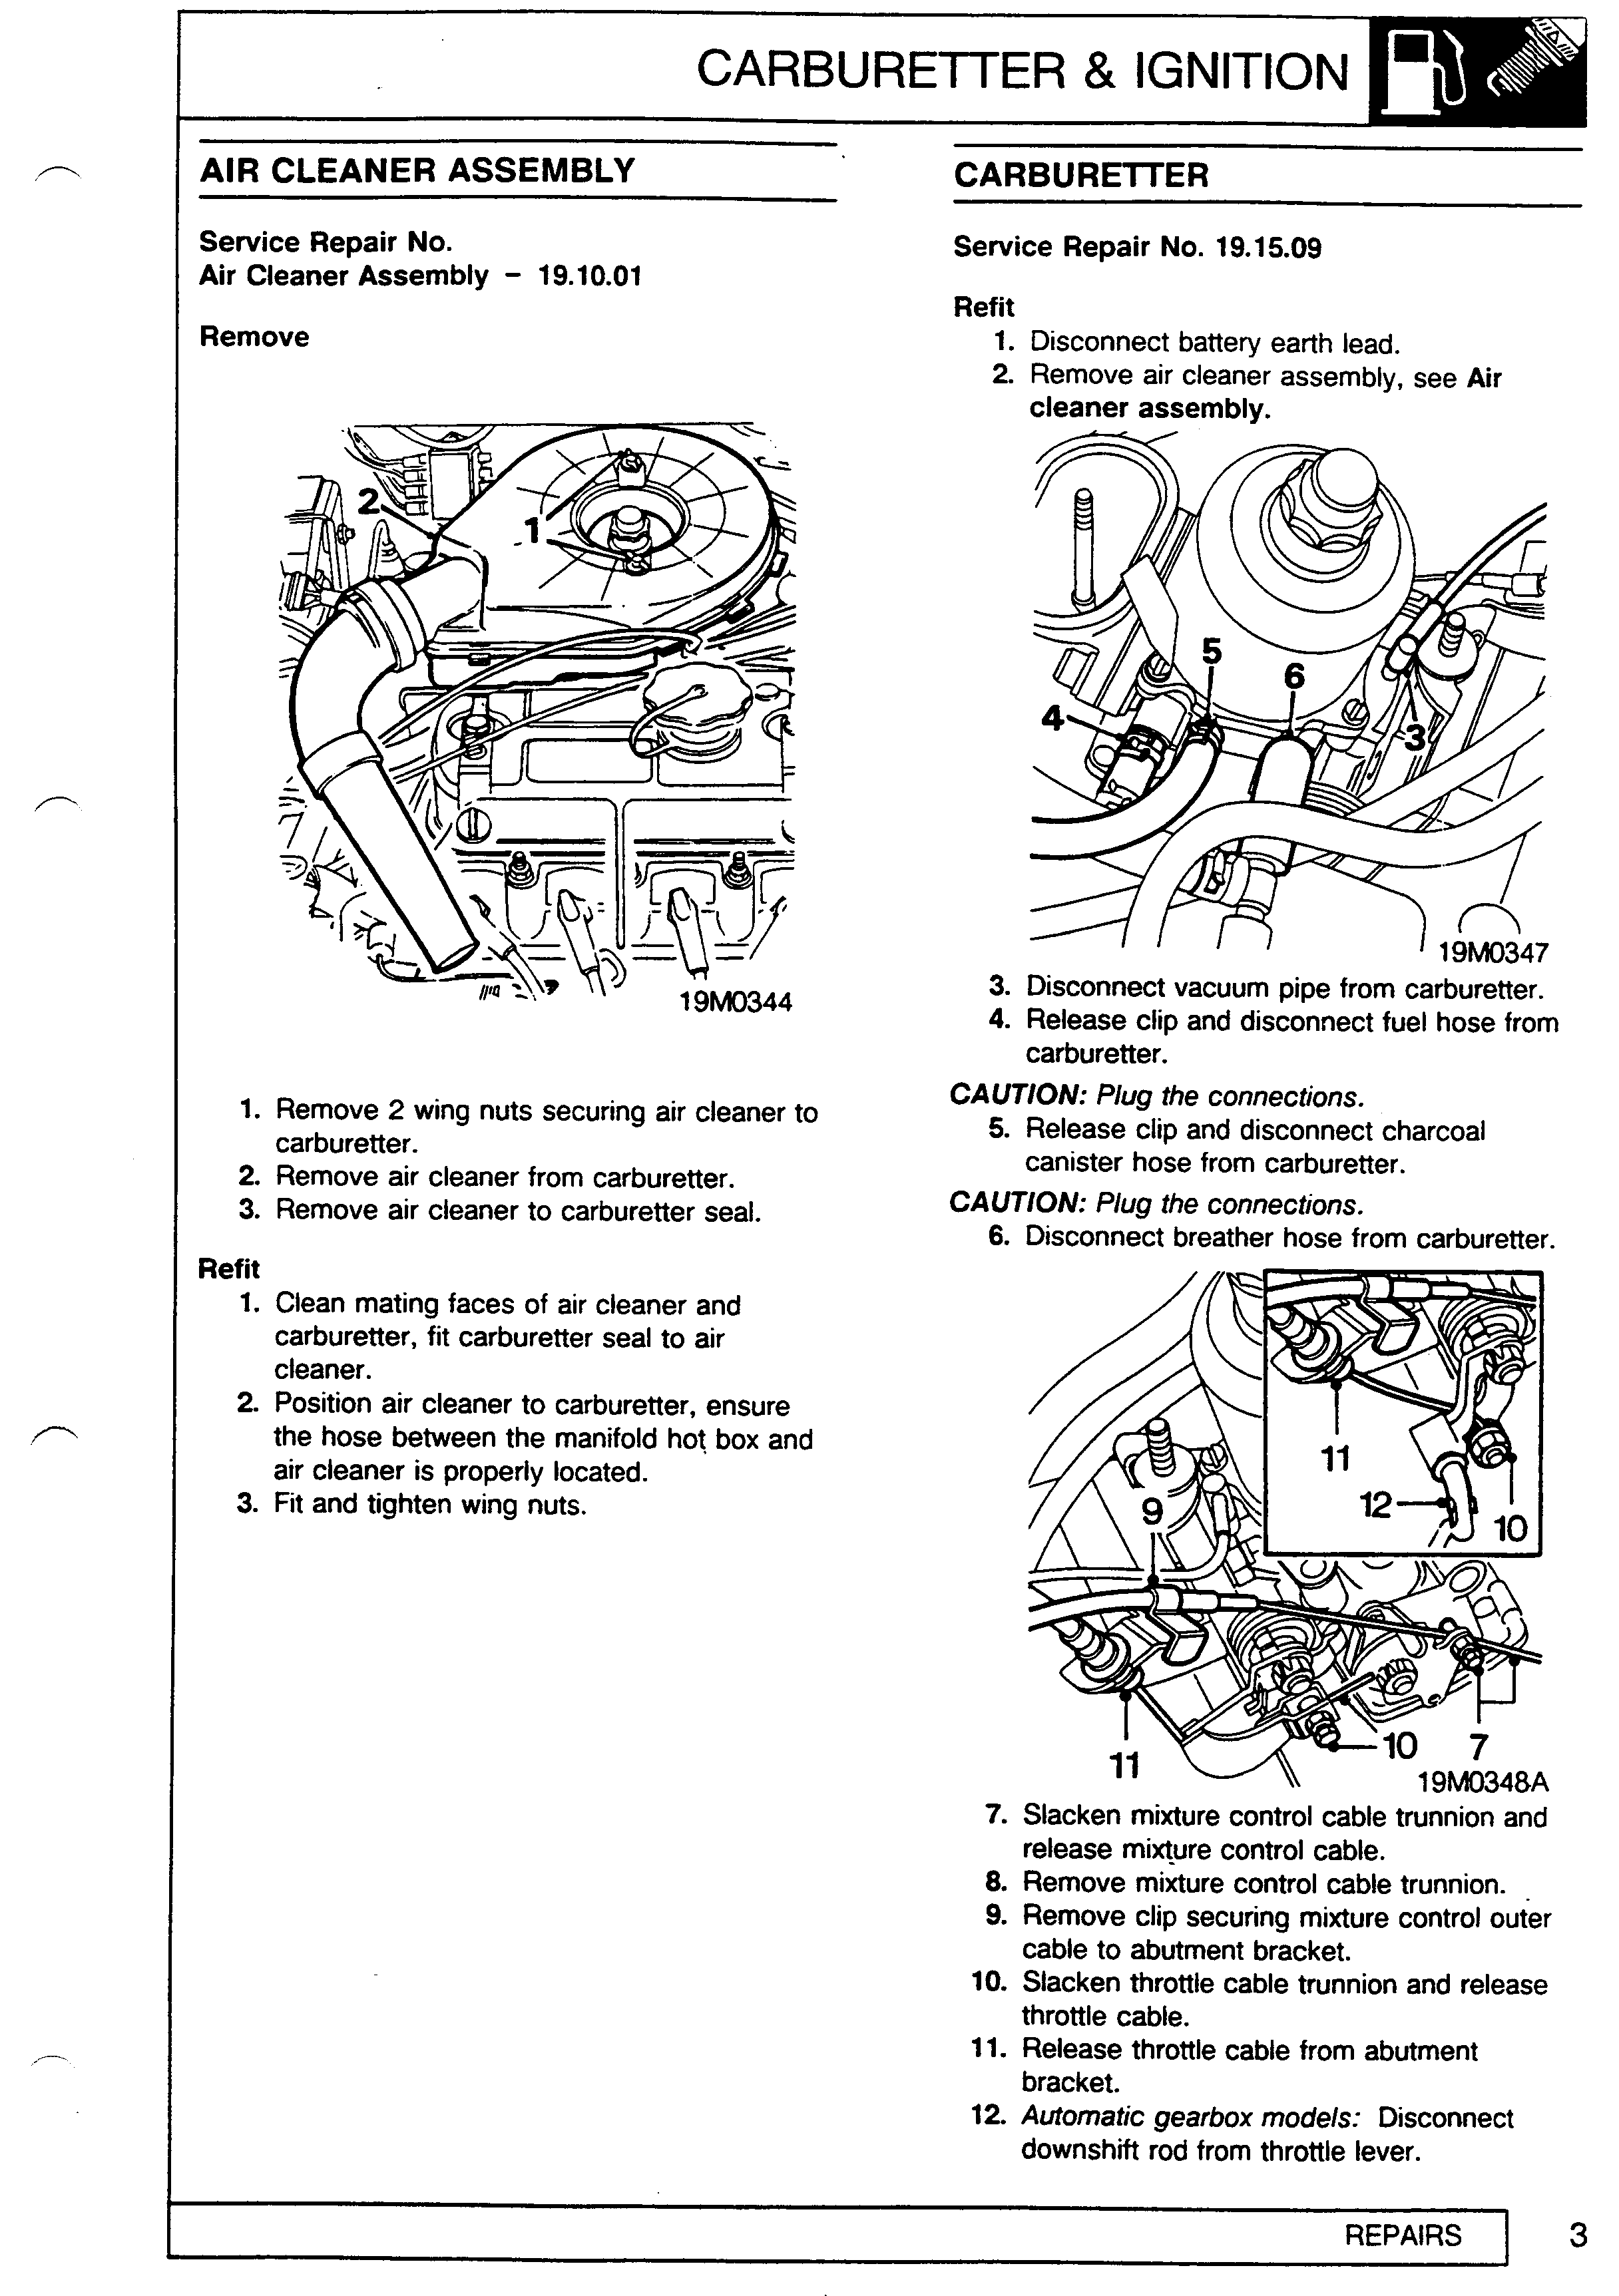 CARBURETTER & IGNITION
AIR CLEANER ASSEMBLY
Service Repair No.
Air Cleaner Assembly - 19.10.01
Remove
2
1
19M0344
1. Remove 2 wing nuts securing air cleaner to
carburetter.
2. Remove air cleaner from carburetter.
3. Remove air cleaner to carburetter seal.
Refit
1. Clean mating faces of air cleaner and
carburetter, fit carburetter seal to air
cleaner.
2. Position air cleaner to carburetter, ensure
the hose between the manifold hot box and
air cleaner is properly located.
3. Fit and tighten wing nuts.
CARBURETTER
Service Repair No. 19.15.09
Refit
1. Disconnect battery earth lead.
2. Remove air cleaner assembly, see Air
cleaner assembly.
5
6
4
3
19M0347
3. Disconnect vacuum pipe from carburetter.
4. Release clip and disconnect fuel hose from
carburetter.
CAUTION: Plug the connections.
5. Release clip and disconnect charcoal
canister hose from carburetter.
CAUTION: Plug the connections.
6. Disconnect breather hose from carburetter.
11
12
10
9
11
10
7
19M0348A
7. Slacken mixture control cable trunnion and
release mixture control cable.
8. Remove mixture control cable trunnion.
9. Remove clip securing mixture control outer
cable to abutment bracket.
10. Slacken throttle cable trunnion and release
throttle cable.
11. Release throttle cable from abutment
bracket.
12. Automatic gearbox models: Disconnect
downshift rod from throttle lever.
REPAIRS
3